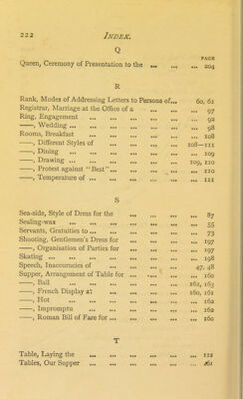 222 INDEX.
Q
PAGE
Queen, Ceremony of Presentation to the ... ... ... 204
R
Rank, Modes of Addressing Letters to Persons of... 60, 61
Registrar, Marriage at the Office of a ... ... ... 97
Ring, Engagement ... ... ... ... ... ... 92
——, Wedding ... ... ... ... ... ... ... 98
Rooms, Breakfast ... ... ... ... ... ... 108
——, Different Styles of ... ... ... ... 108—111
——, Dining ... ... ... ... ... ... ... 109
——, Drawing ... ... ... ... ... ... 109, 110
——, Protest against "Best"... ... ... ... ... 110
——, Temperature of ... ... ... ... ... ... 111
S
Sea-side, Style of Dress for the ... ... ... ... 87
Sealing-wax ... ... ... ... ... ... ... 55
Servants, Gratuities to ... ... ... ... ... ... 73
Shooting, Gentlemen's Dress for ... ... ... ... 197
——, Organisation of Parties for ... ... ... ... 197
Skating ... ... ... ... ... ... ... ... 198
Speech, Inaccuracies of ... ... ... ... ... 47, 48
Supper, Arrangement of Table for ... ... ... ... 160
——, Ball ... ... ... ... ... ... 162, 163
——, French Display at ... ... ... ... 160, 161
——, Hot ... ... ... ... ... ... ... 162
——, Impromptu ... ... ... ... ... ... 162
——, Roman Bill of Fare for ... ... ... ... ... 160
T
Table, Laying the ... ... ... ... ... ... 122
Tables, Our Supper ... ... ... ... ... ... 161